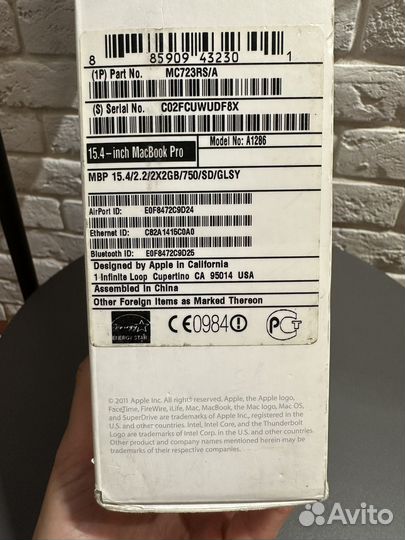 8 85909 43230 1
(1P) Part No. MC723RS/A
(S) Serial No. C02FCUWUDF8X
15.4-inch MacBook Pro
Model No: A1286
MBP 15.4/2.2/2X2GB/750/SD/GLSY
AirPort ID: E0F8472C9D24
Ethernet ID: C82A1415C0A0
Bluetooth ID: E0F8472C9D25
Designed by Apple in California
1 Infinite Loop Cupertino CA 95014 USA
Assembled in China
Other Foreign Items as Marked Thereon
energy
ENERGY STAR
CE0984
РСТ
© 2011 Apple Inc. All rights reserved. Apple, the Apple logo,
FaceTime, FireWire, iLife, Mac, MacBook, the Mac logo, Mac OS,
and SuperDrive are trademarks of Apple Inc., registered in the
U.S. and other countries. Intel, Intel Core, and the Thunderbolt
Logo are trademarks of Intel Corp. in the U.S. and other countries.
Other product and company names mentioned herein may be
trademarks of their respective companies.
Avito